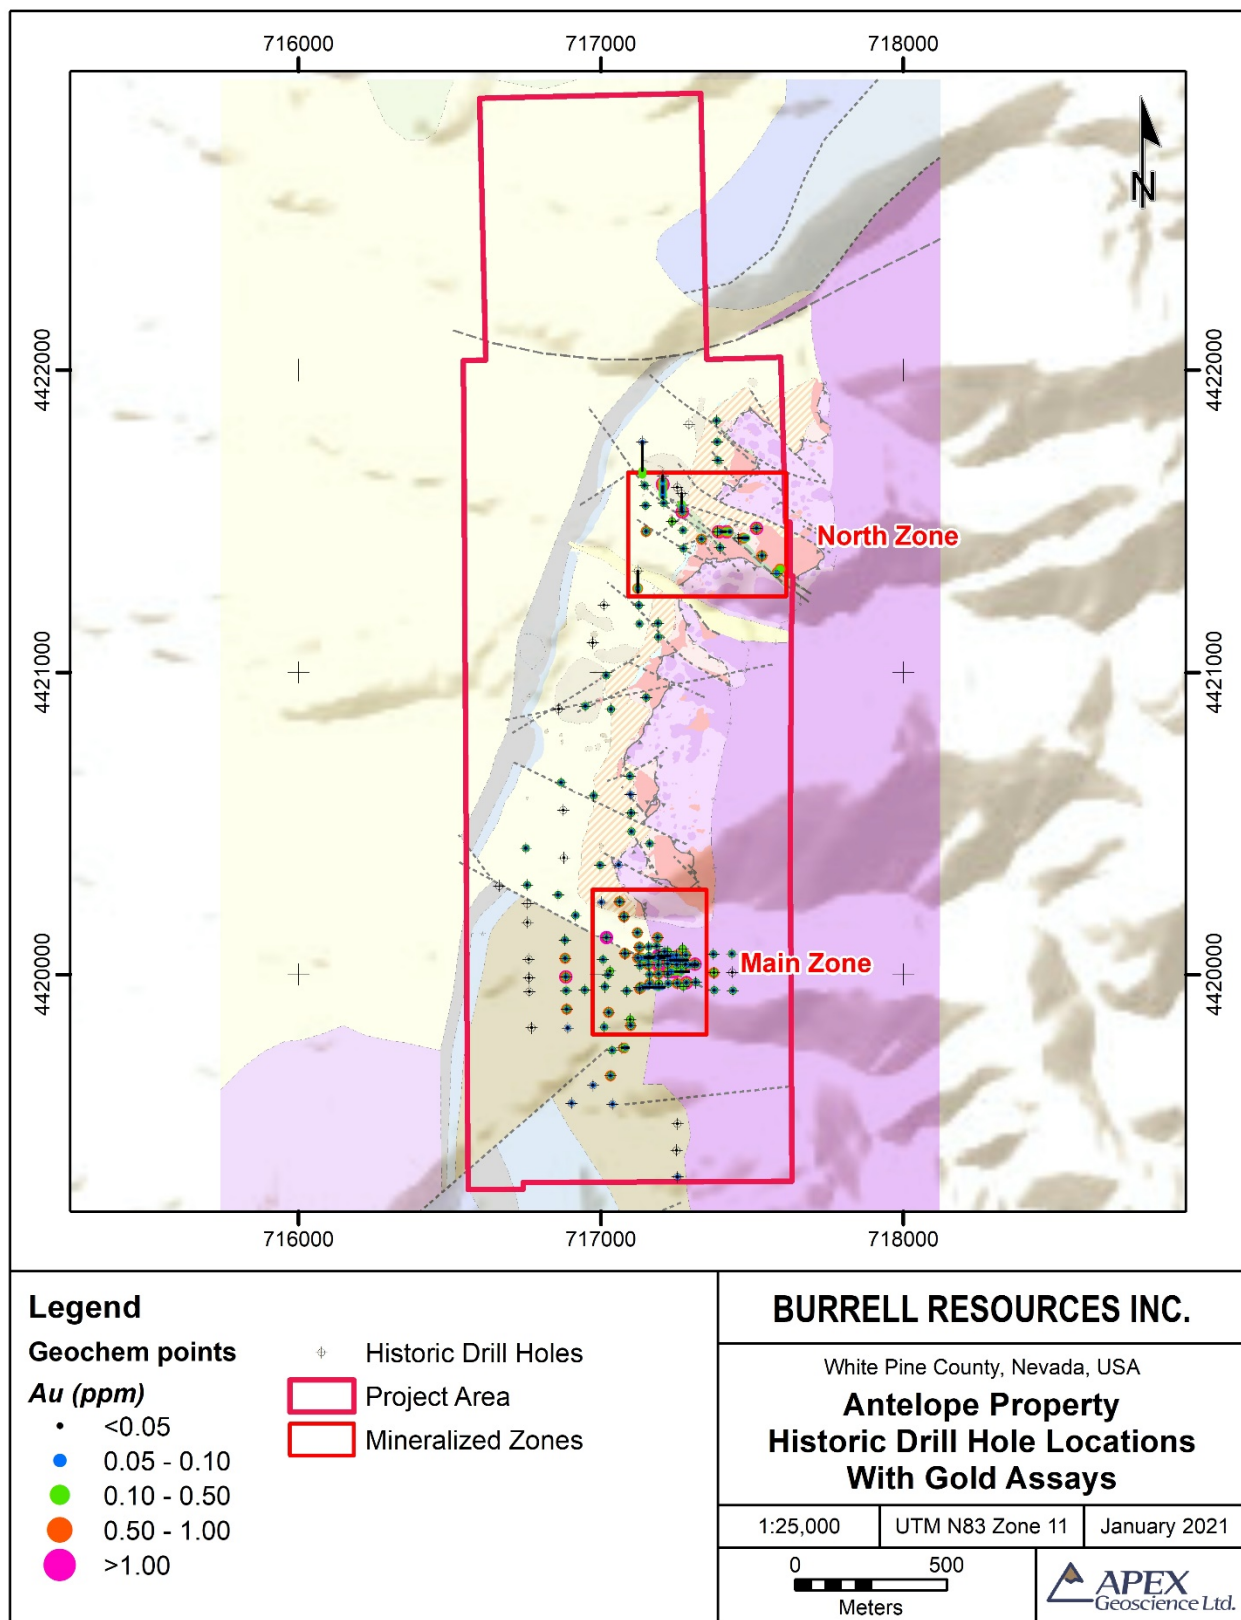 716000
717000
718000
N
4422000
4422000
North Zone
4421000
4421000
Main Zone
4420000
4420000
716000
717000
718000
Legend
Geochem points
Au (ppm)
<0.05
0.05 - 0.10
0.10 - 0.50
0.50 - 1.00
>1.00
Historic Drill Holes
Project Area
Mineralized Zones
BURRELL RESOURCES INC.
White Pine County, Nevada, USA
Antelope Property
Historic Drill Hole Locations
With Gold Assays
1:25,000
UTM N83 Zone 11
January 2021
0 500
Meters
APEX
Geoscience Ltd.